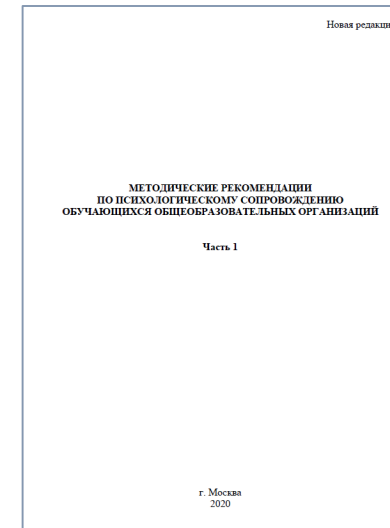 Новая редакци
МЕТОДИЧЕСКИЕ РЕКОМЕНДАЦИИ
ПО ПСИХОЛОГИЧЕСКОМУ СОПРОВОЖДЕНИЮ
ОБУЧАЮЩИХСЯ ОБЩЕОБРАЗОВАТЕЛЬНЫХ ОРГАНИЗАЦИЙ
Часть 1
г. Москва
2020